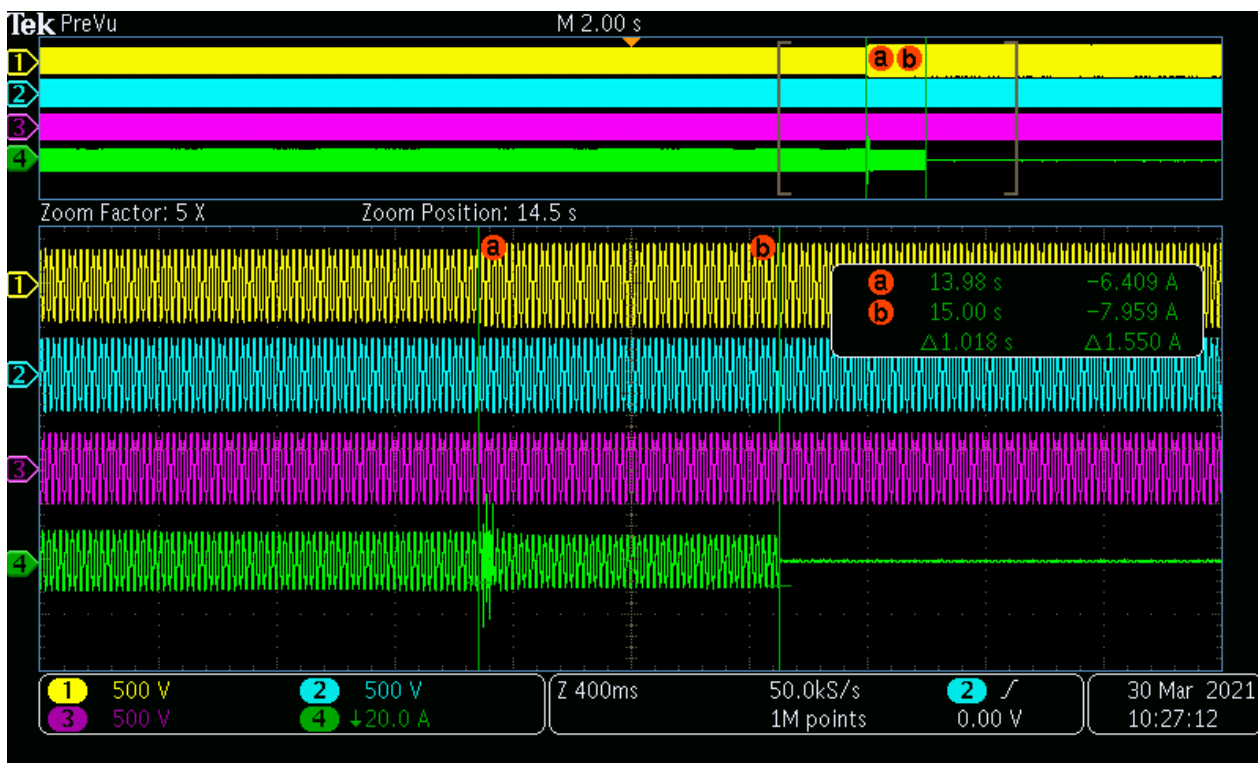 Tek PreVu M 2.00 s
1
a b
2
3
4
Zoom Factor: 5 X Zoom Position: 14.5 s
a b
1
a 13.98 s −6.409 A
b 15.00 s −7.959 A
△1.018 s △1.550 A
2
3
4
1 500 V 2 500 V Z 400ms 50.0kS/s 2 30 Mar 2021
3 500 V 4 ↓20.0 A 1M points 0.00 V 10:27:12